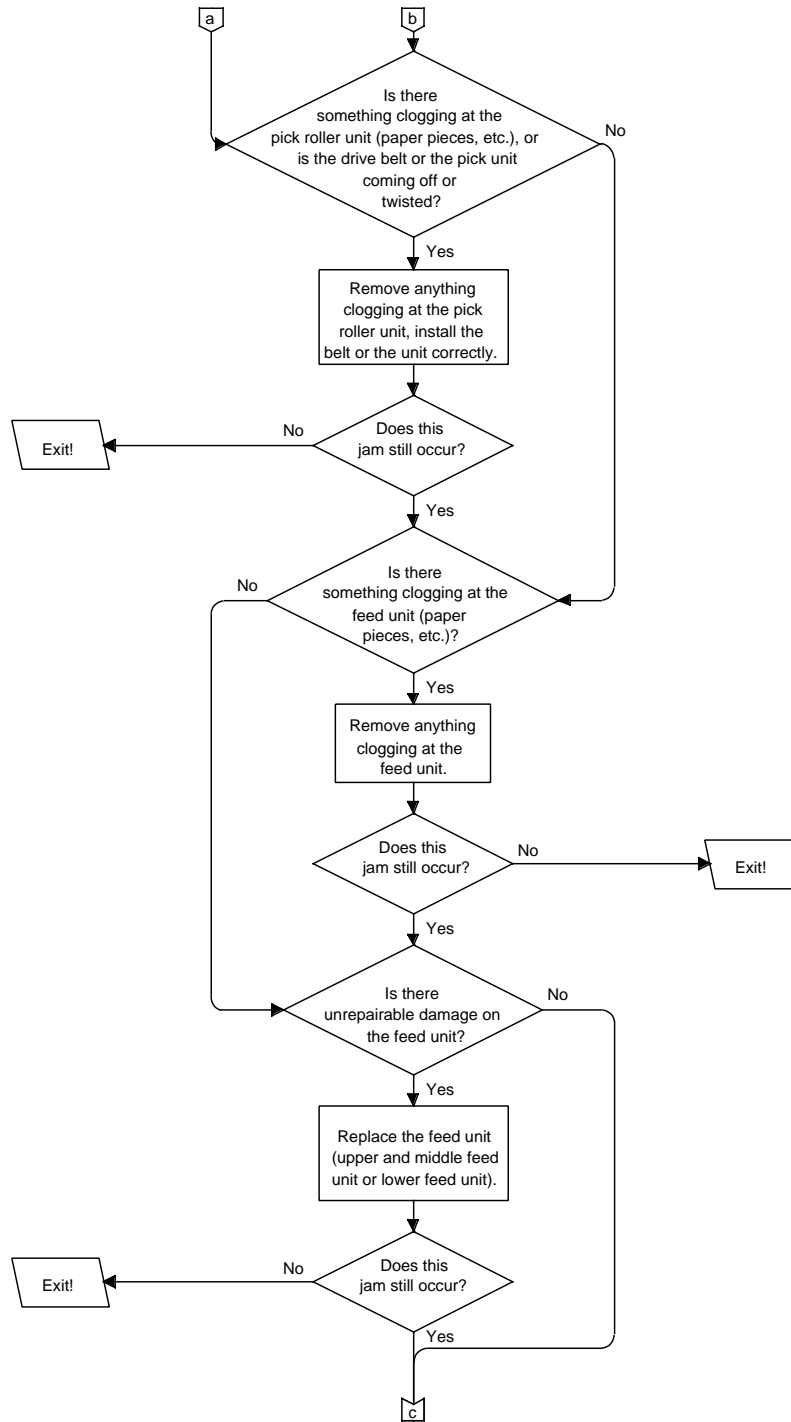 a
b
Is there
something clogging at the
pick roller unit (paper pieces, etc.), or
is the drive belt or the pick unit
coming off or
twisted?
No
Yes
Remove anything
clogging at the pick
roller unit, install the
belt or the unit correctly.
Does this
jam still occur?
No
Exit!
Yes
Is there
something clogging at the
feed unit (paper
pieces, etc.)?
No
Yes
Remove anything
clogging at the
feed unit.
Does this
jam still occur?
No
Exit!
Yes
Is there
unrepairable damage on
the feed unit?
No
Yes
Replace the feed unit
(upper and middle feed
unit or lower feed unit).
Does this
jam still occur?
No
Exit!
Yes
c